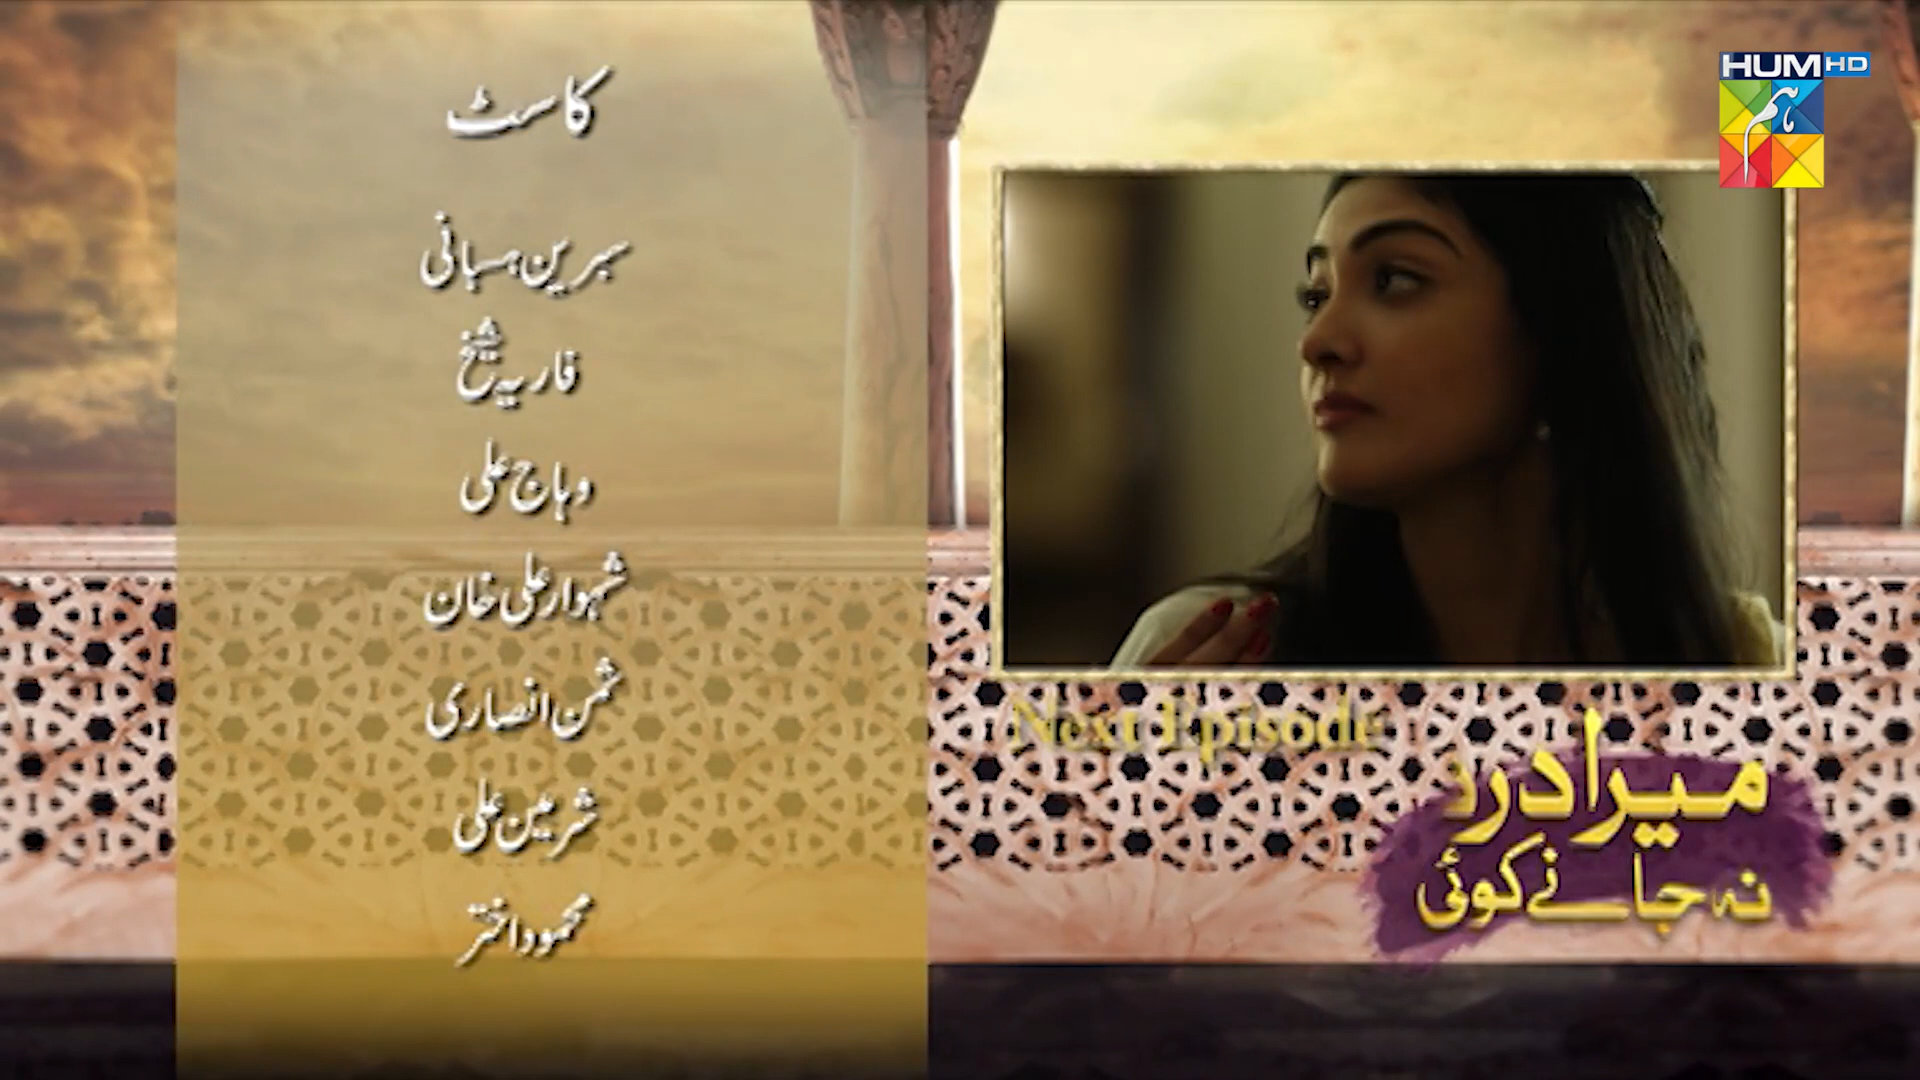 کاسٹ
سبرین ہسبانی
فاریہ شیخ
وہاج علی
شہوار علی خان
ثمن انصاری
شرمین علی
محمود اختر
HUM HD
ہم
Next Episode
میرا درد
نہ جانے کوئی